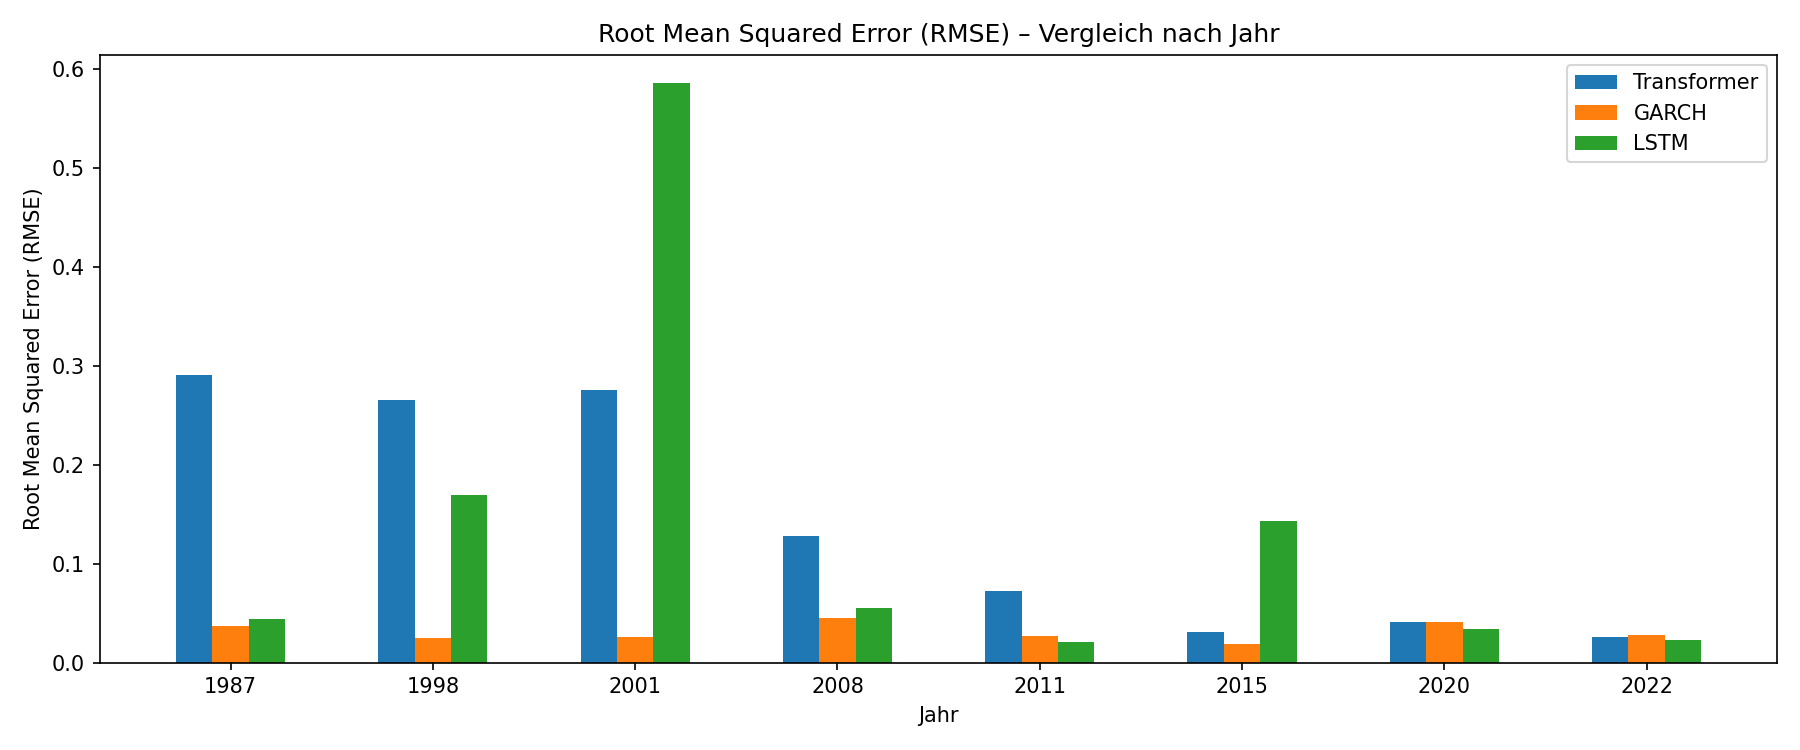 Root Mean Squared Error (RMSE) – Vergleich nach Jahr
Root Mean Squared Error (RMSE)
0.6
0.5
0.4
0.3
0.2
0.1
0.0
Transformer
GARCH
LSTM
1987 1998 2001 2008 2011 2015 2020 2022
Jahr